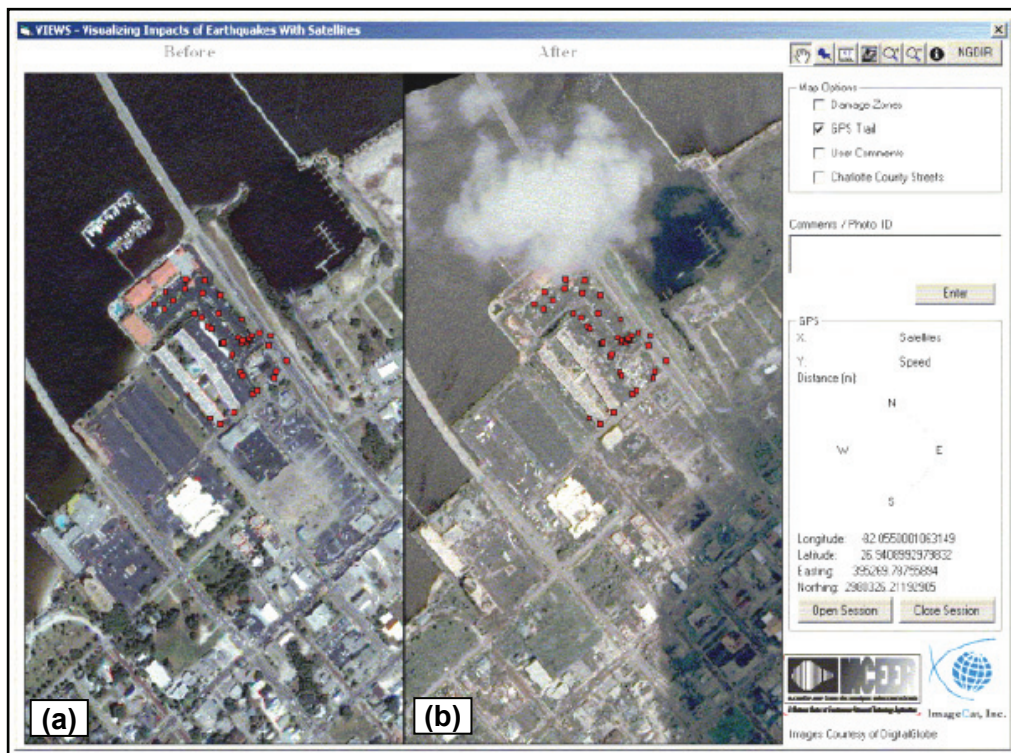 VIEWS - Visualizing Impacts of Earthquakes With Satellites
Before
After
NGDIR
Map Options
Damage Zones
GPS Trail
User Comments
Charlotte County Streets
Comments / Photo ID
Enter
GPS
X:
Satellites
Y:
Speed
Distance (m)
N
W
E
S
Longitude: -82.0550001063149
Latitude: 26.9408992979832
Easting: 395269.78755894
Northing: 2980326.21192905
Open Session
Close Session
(a)
(b)
MCEER
ImageCat, Inc.
Images Courtesy of DigitalGlobe